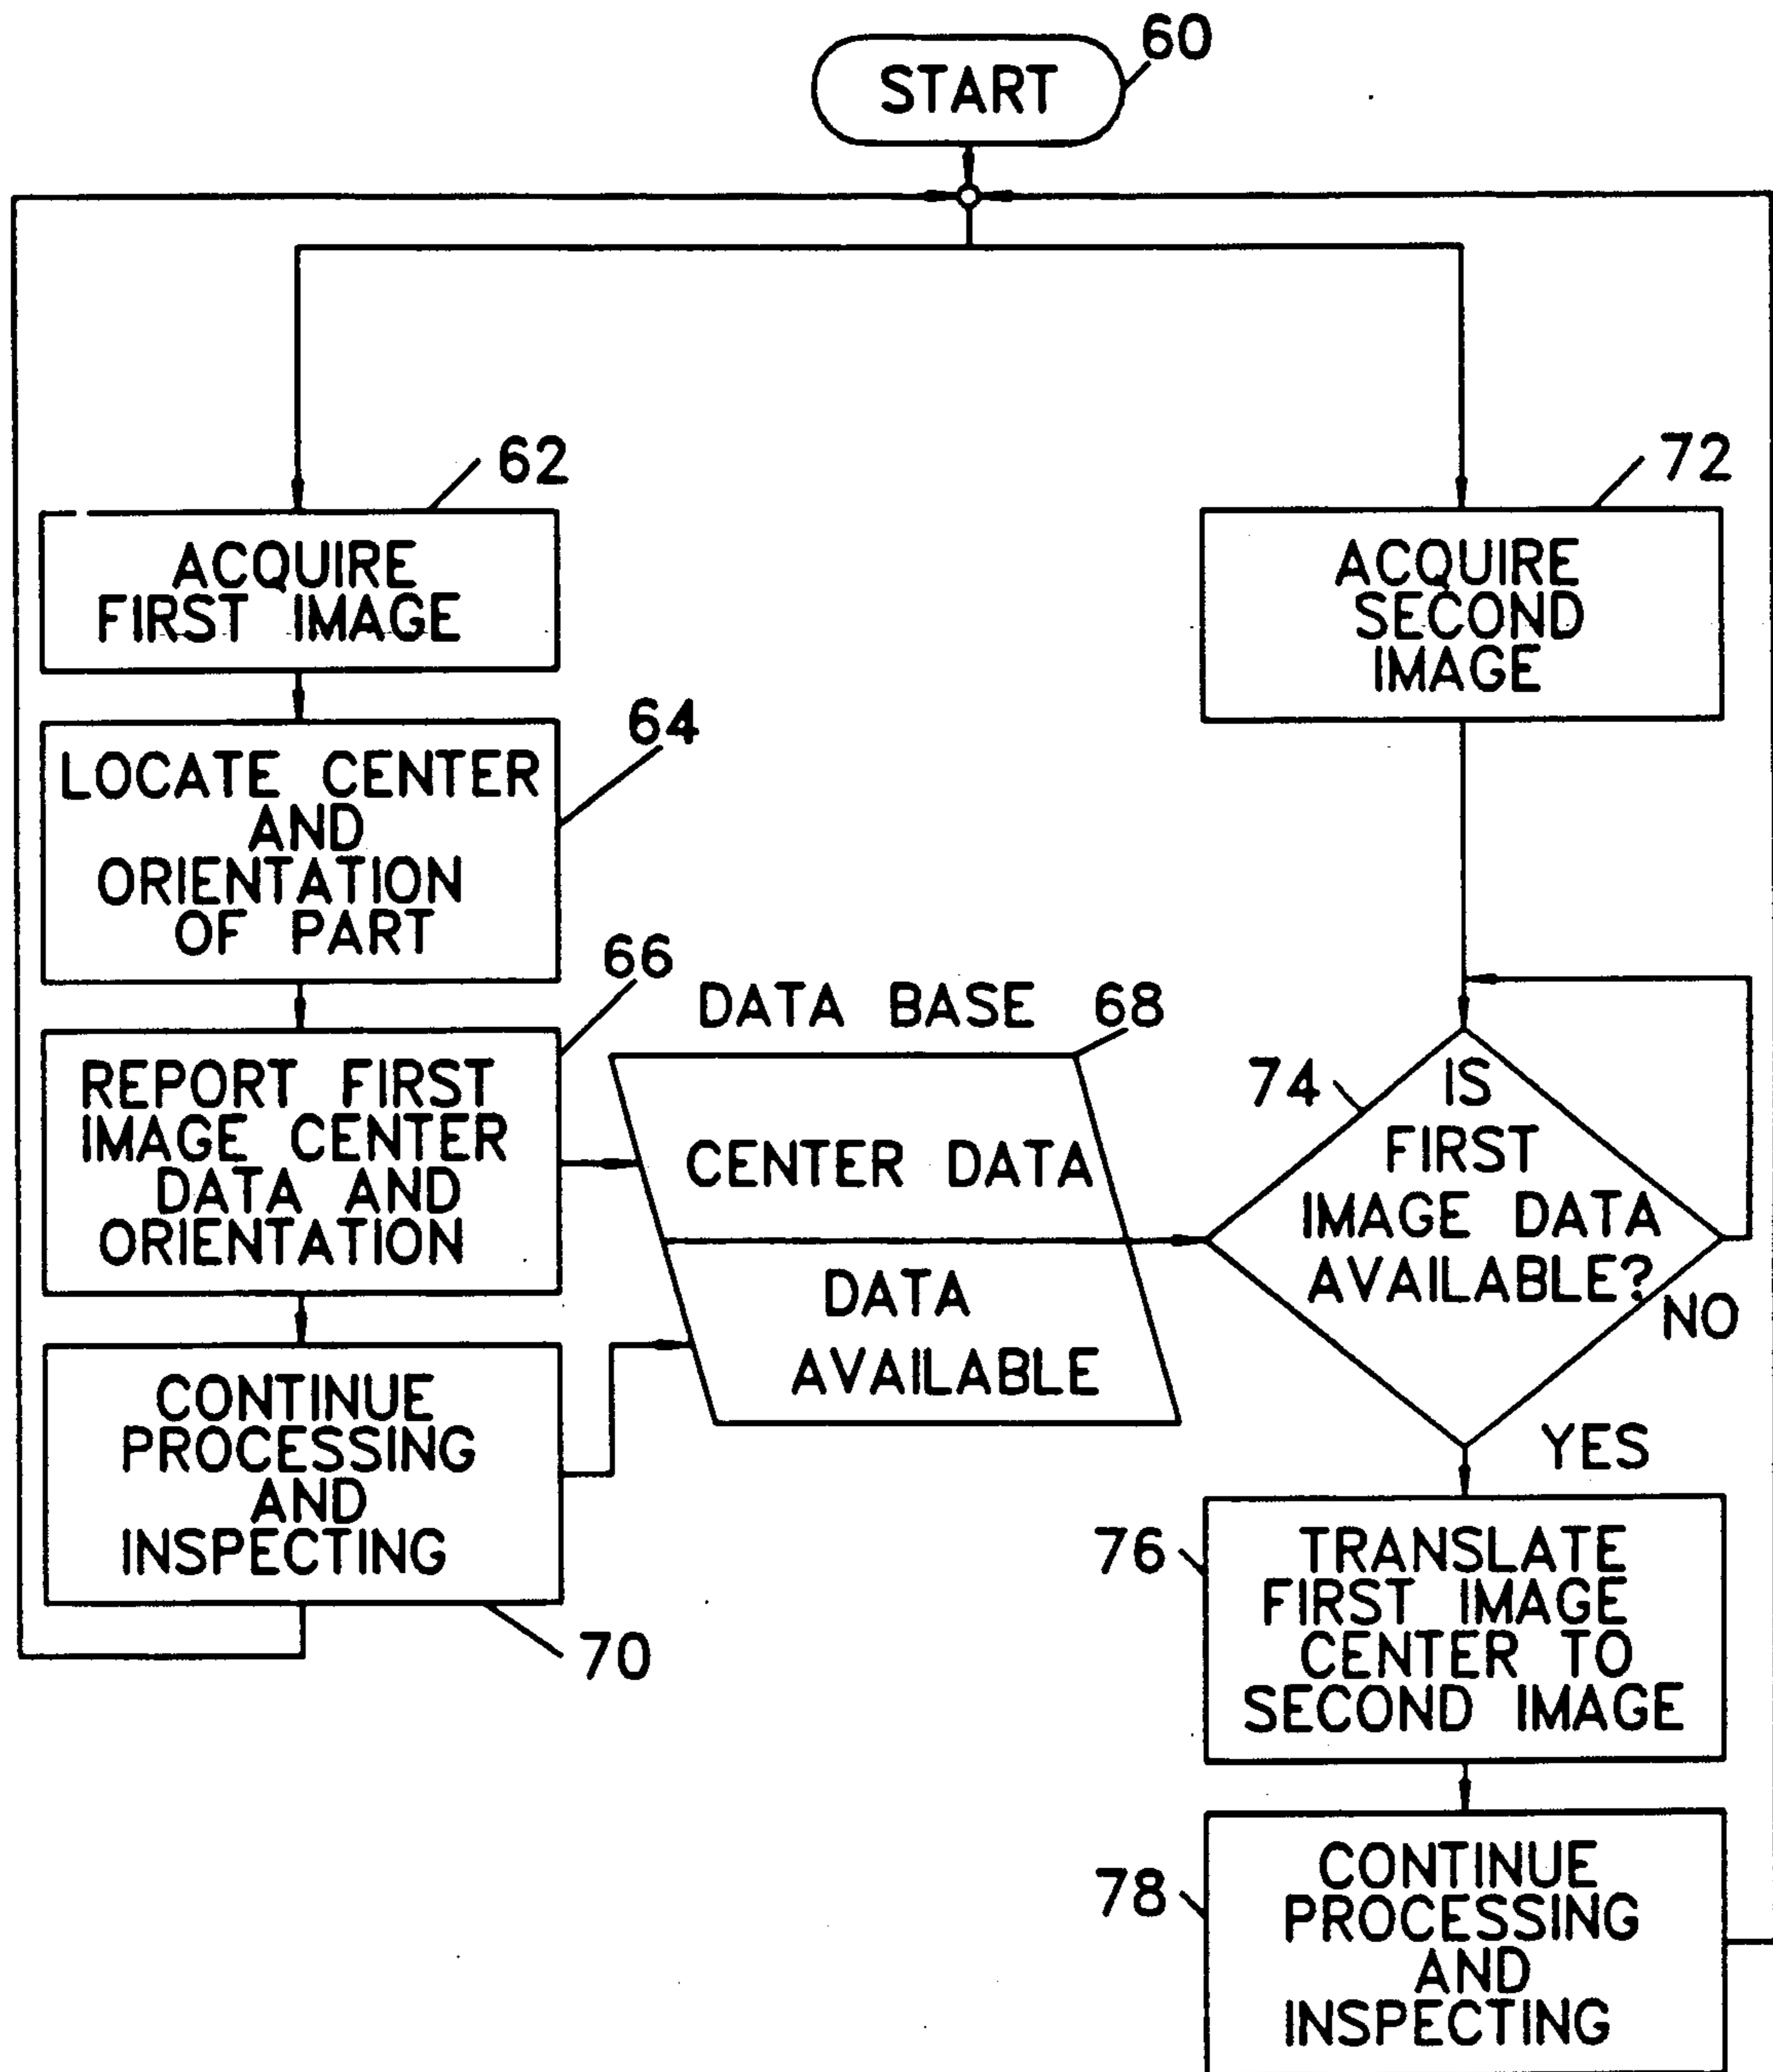 60
START
62
ACQUIRE
FIRST IMAGE
64
LOCATE CENTER
AND
ORIENTATION
OF PART
66
REPORT FIRST
IMAGE CENTER
DATA AND
ORIENTATION
DATA BASE 68
CENTER DATA
DATA
AVAILABLE
CONTINUE
PROCESSING
AND
INSPECTING
70
72
ACQUIRE
SECOND
IMAGE
74
IS
FIRST
IMAGE DATA
AVAILABLE?
NO
YES
76
TRANSLATE
FIRST IMAGE
CENTER TO
SECOND IMAGE
78
CONTINUE
PROCESSING
AND
INSPECTING